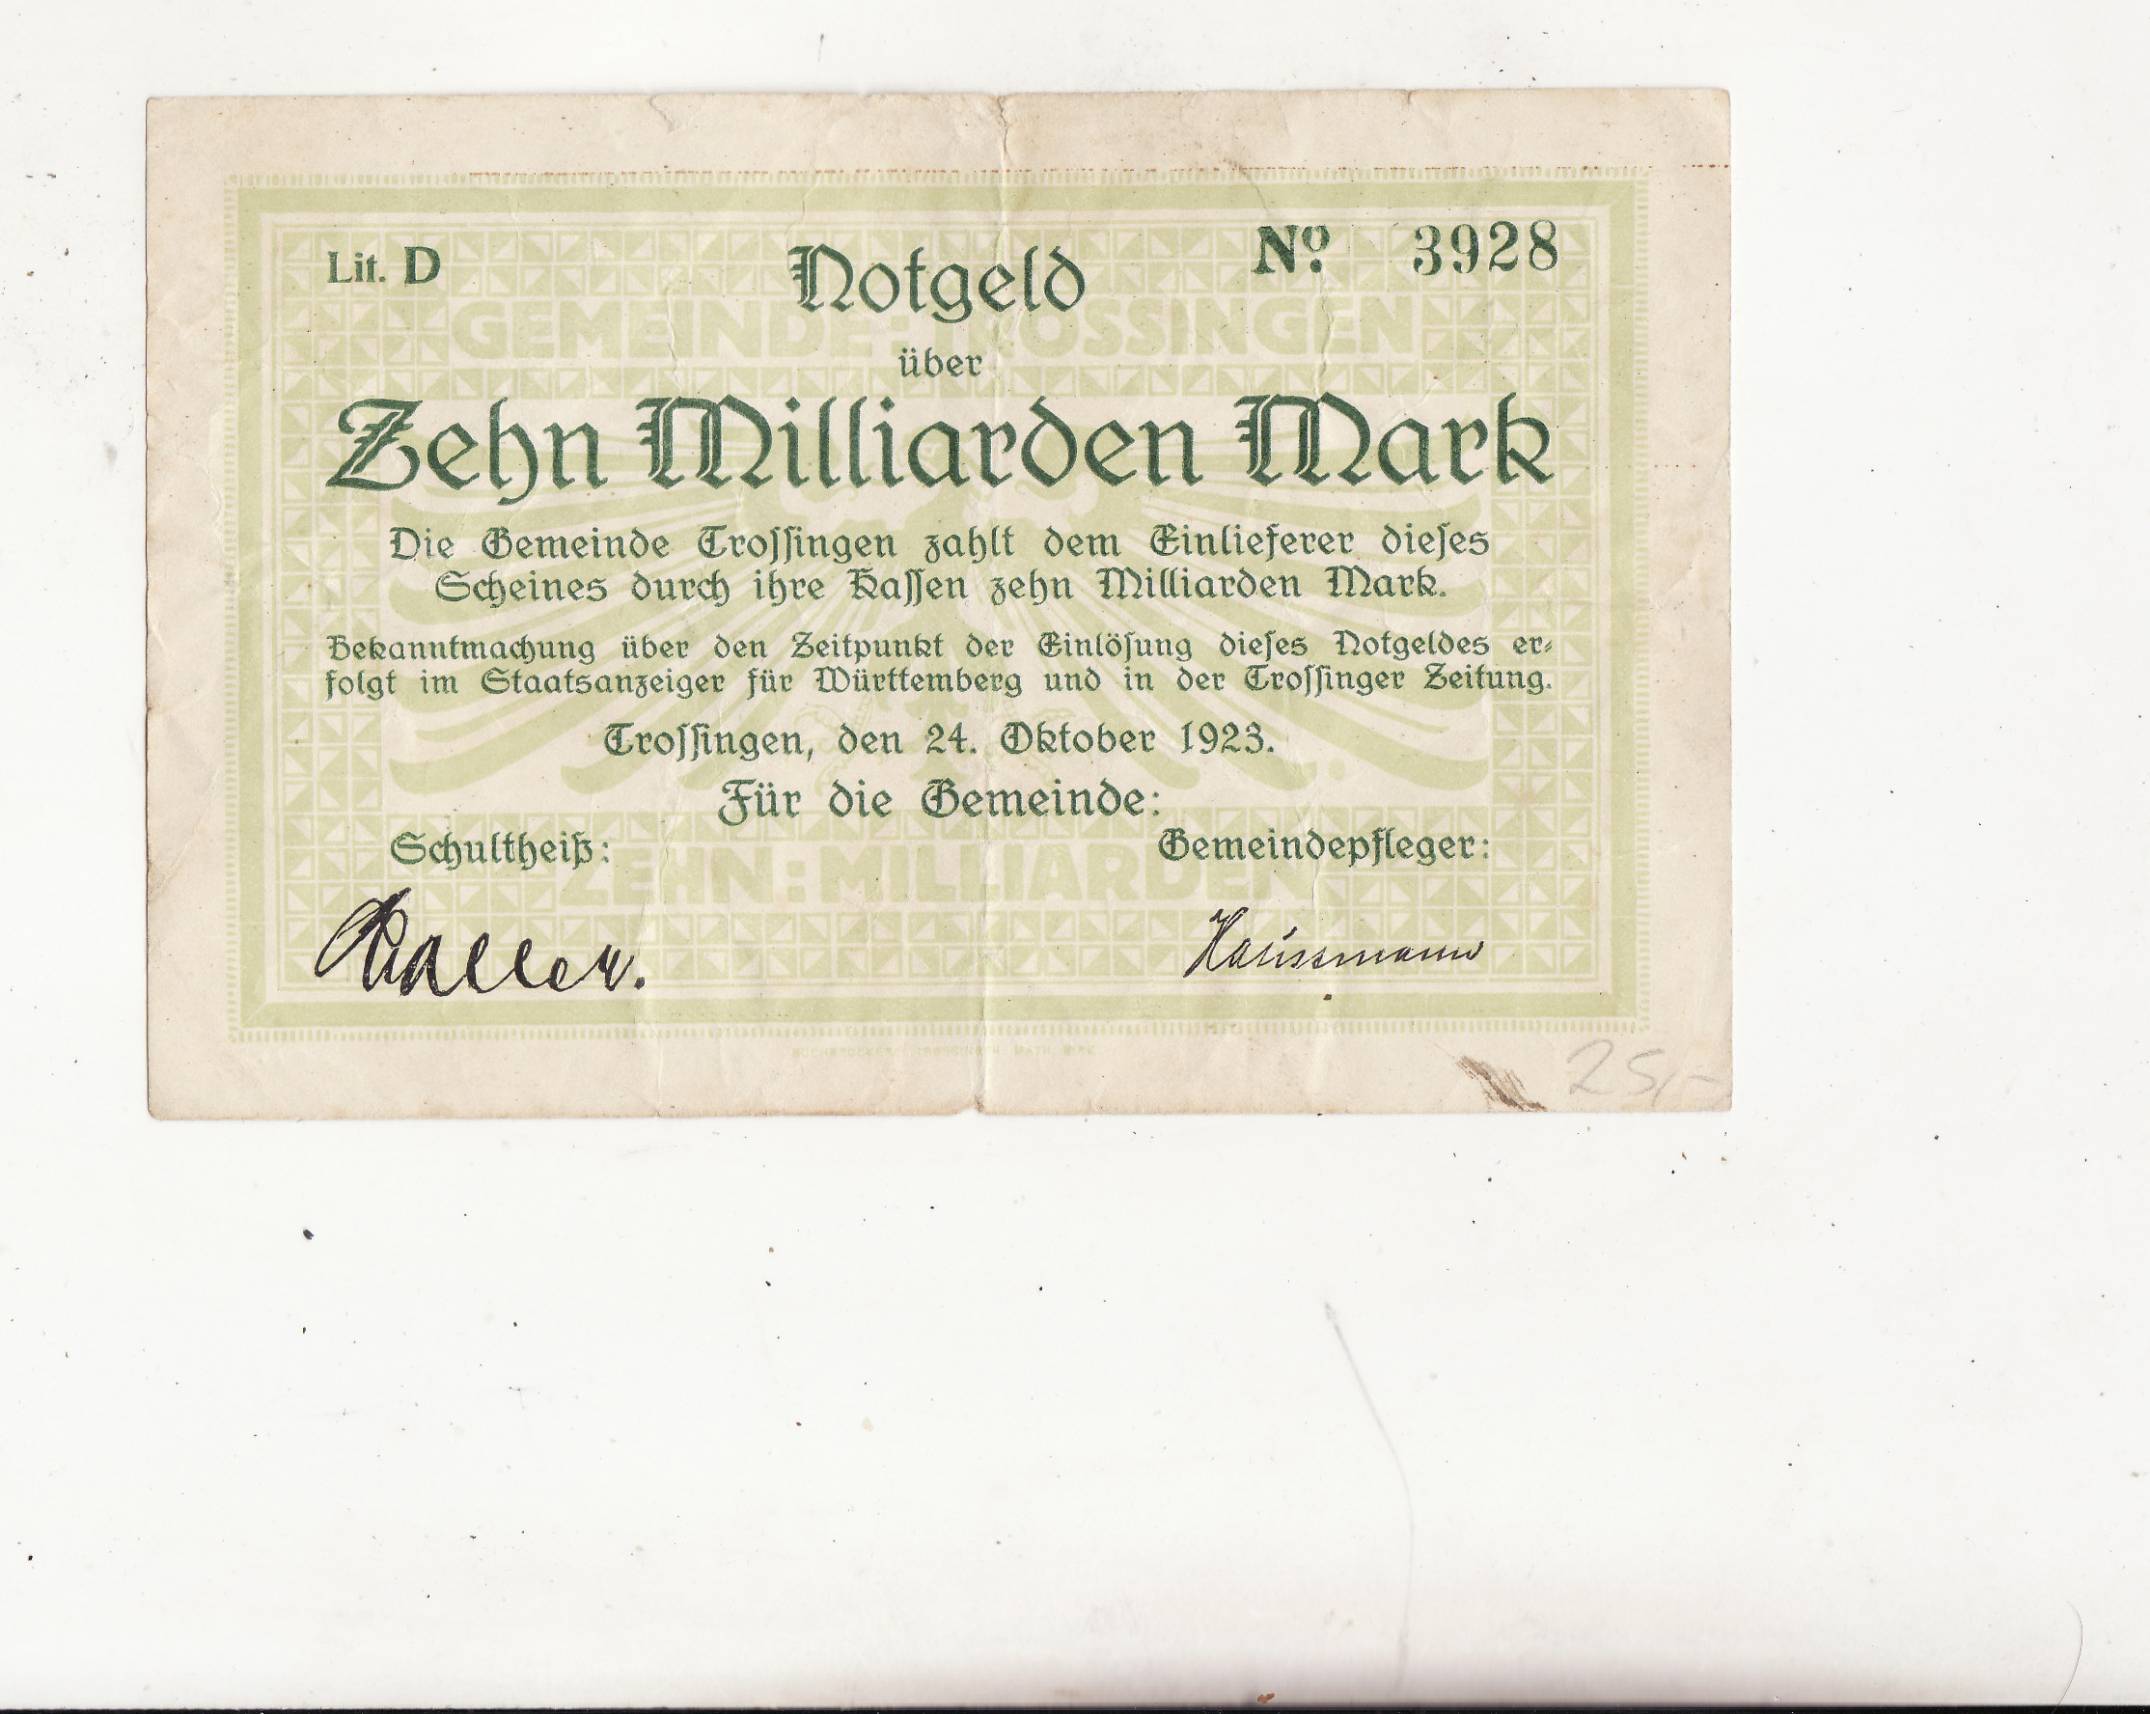 Lit. D
Nº 3928
Notgeld
GEMEINDE: TROSSINGEN
über
Zehn Milliarden Mark
Die Gemeinde Troſſingen zahlt dem Einlieferer dieſes
Scheines durch ihre Kaſſen zehn Milliarden Mark.
Bekanntmachung über den Zeitpunkt der Einlöſung dieſes Notgeldes er-
folgt im Staatsanzeiger für Württemberg und in der Troſſinger Zeitung.
Troſſingen, den 24. Oktober 1923.
Für die Gemeinde:
Schultheiß:
Gemeindepfleger:
ZEHN:MILLIARDEN
Haussmann
25,-